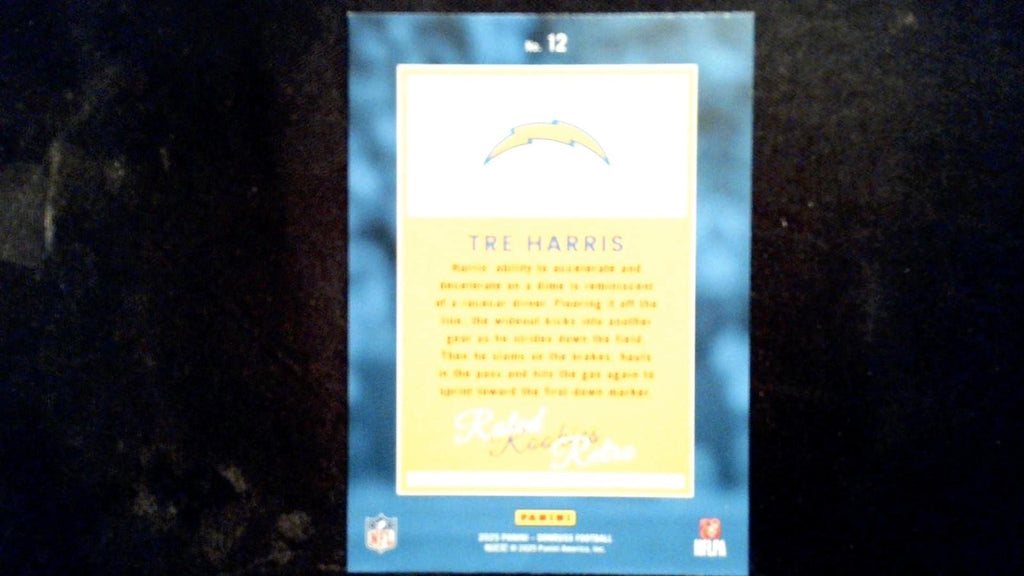 No. 12
TRE HARRIS
Harris' ability to accelerate and
decelerate on a dime is reminiscent
of a racecar driver. Flooring it off the
line, the wideout kicks into another
gear as he strides down the field.
Then he slams on the brakes, hauls
in the pass and hits the gas again to
sprint toward the first-down marker.
Rated
Rookies
Retro
PANINI
2025 PANINI - DONRUSS FOOTBALL
© 2025 Panini America, Inc.
NFL
NFLPA